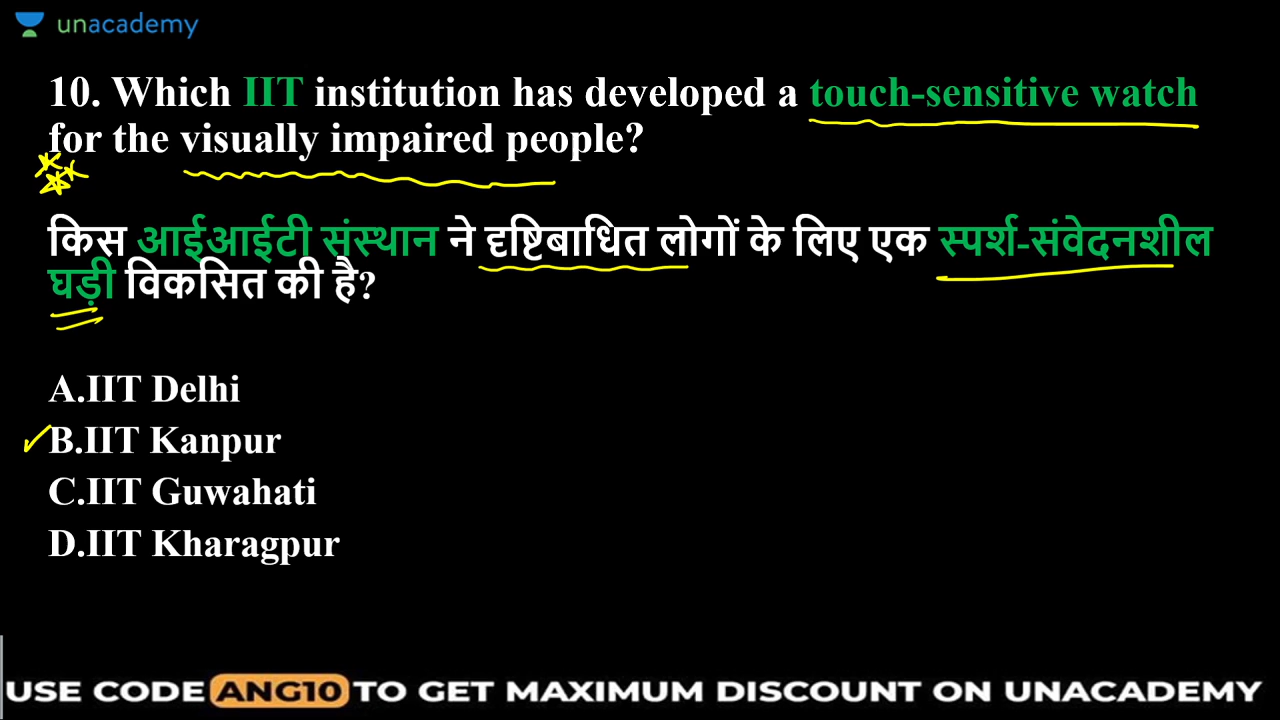 unacademy
10. Which IIT institution has developed a touch-sensitive watch
for the visually impaired people?
किस आईआईटी संस्थान ने दृष्टिबाधित लोगों के लिए एक स्पर्श-संवेदनशील
घड़ी विकसित की है?
A.IIT Delhi
B.IIT Kanpur
C.IIT Guwahati
D.IIT Kharagpur
USE CODE ANG10 TO GET MAXIMUM DISCOUNT ON UNACADEMY